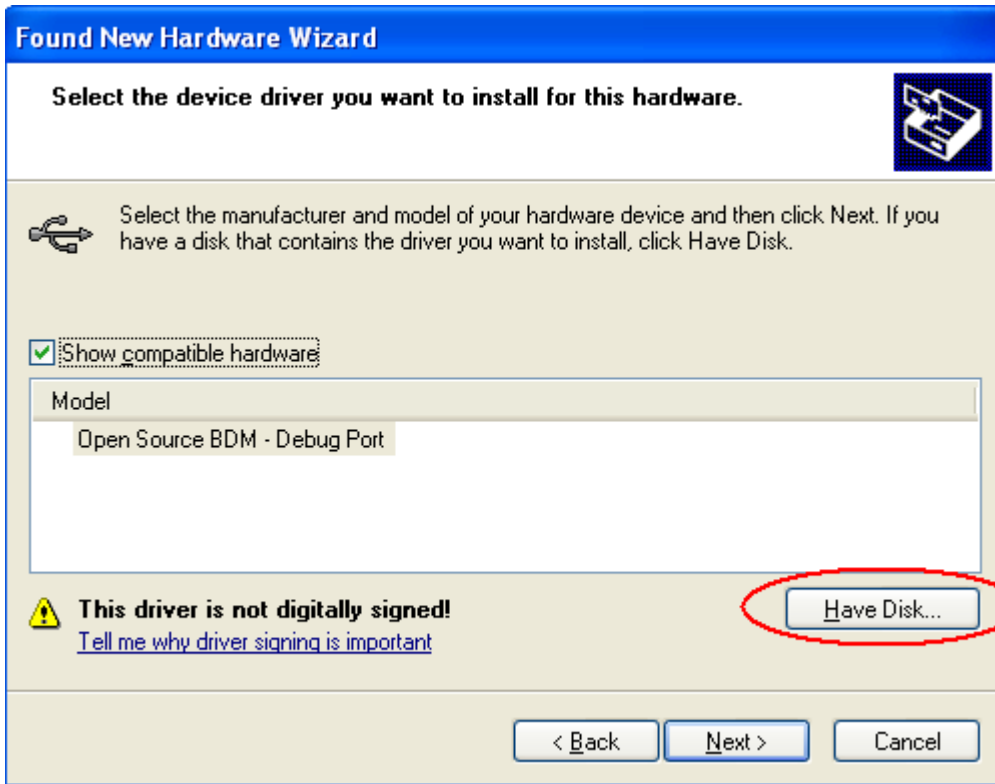 Found New Hardware Wizard
Select the device driver you want to install for this hardware.
Select the manufacturer and model of your hardware device and then click Next. If you
have a disk that contains the driver you want to install, click Have Disk.
Show compatible hardware
Model
Open Source BDM - Debug Port
This driver is not digitally signed!
Have Disk...
Tell me why driver signing is important
< Back
Next >
Cancel